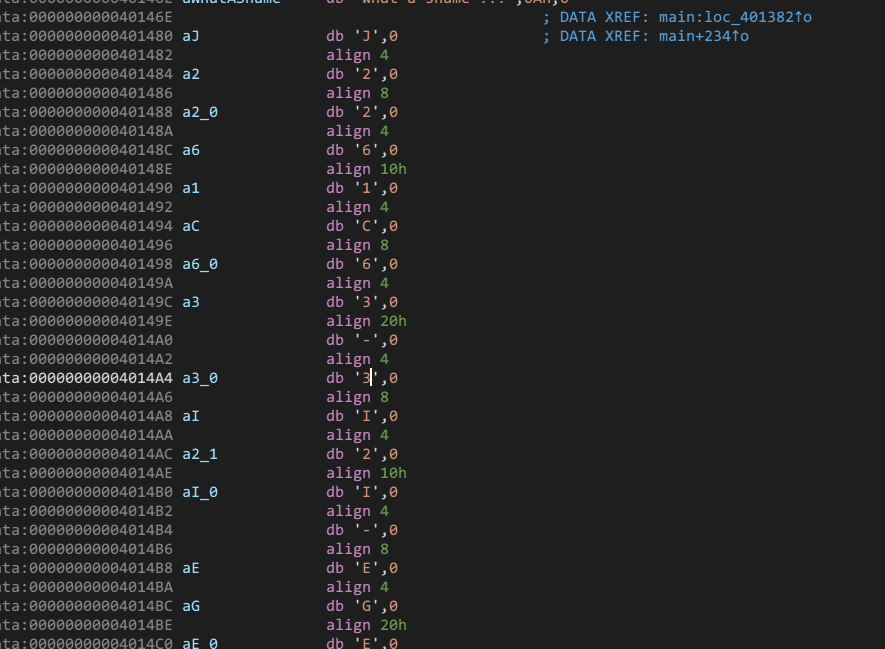 db 'what a shame ...',0Ah,0
ata:000000000040146E ; DATA XREF: main:loc_401382↑o
ata:0000000000401480 aJ db 'J',0 ; DATA XREF: main+234↑o
ata:0000000000401482 align 4
ata:0000000000401484 a2 db '2',0
ata:0000000000401486 align 8
ata:0000000000401488 a2_0 db '2',0
ata:000000000040148A align 4
ata:000000000040148C a6 db '6',0
ata:000000000040148E align 10h
ata:0000000000401490 a1 db '1',0
ata:0000000000401492 align 4
ata:0000000000401494 aC db 'C',0
ata:0000000000401496 align 8
ata:0000000000401498 a6_0 db '6',0
ata:000000000040149A align 4
ata:000000000040149C a3 db '3',0
ata:000000000040149E align 20h
ata:00000000004014A0 db '-',0
ata:00000000004014A2 align 4
ata:00000000004014A4 a3_0 db '3',0
ata:00000000004014A6 align 8
ata:00000000004014A8 aI db 'I',0
ata:00000000004014AA align 4
ata:00000000004014AC a2_1 db '2',0
ata:00000000004014AE align 10h
ata:00000000004014B0 aI_0 db 'I',0
ata:00000000004014B2 align 4
ata:00000000004014B4 db '-',0
ata:00000000004014B6 align 8
ata:00000000004014B8 aE db 'E',0
ata:00000000004014BA align 4
ata:00000000004014BC aG db 'G',0
ata:00000000004014BE align 20h
ata:00000000004014C0 aE_0 db 'E',0